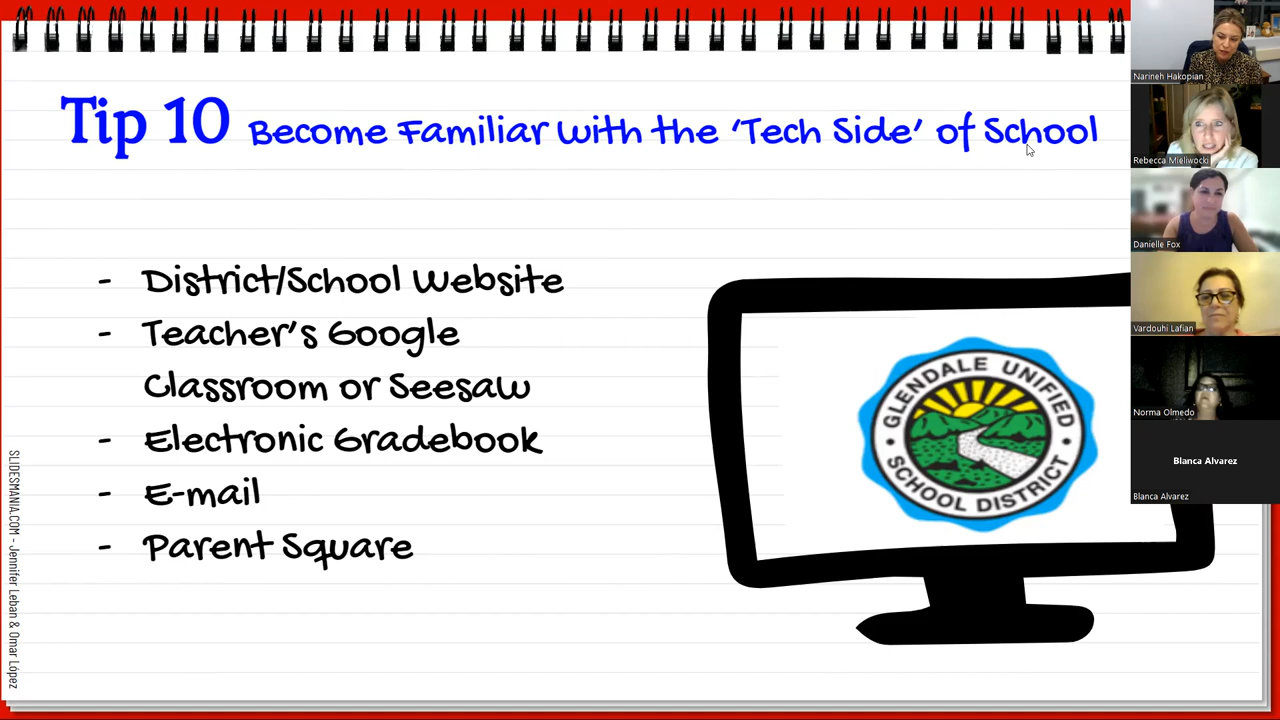 Tip 10 Become Familiar with the ‘Tech Side’ of School
- District/School Website
- Teacher’s Google
Classroom or Seesaw
- Electronic Gradebook
- E-mail
- Parent Square
GLENDALE UNIFIED
• SCHOOL DISTRICT •
SLIDESMANIA.COM - Jennifer Leban & Omar López
Narineh Hakopian
Rebecca Mieliwocki
Danielle Fox
Vardouhi Lafian
Norma Olmedo
Blanca Alvarez
Blanca Alvarez